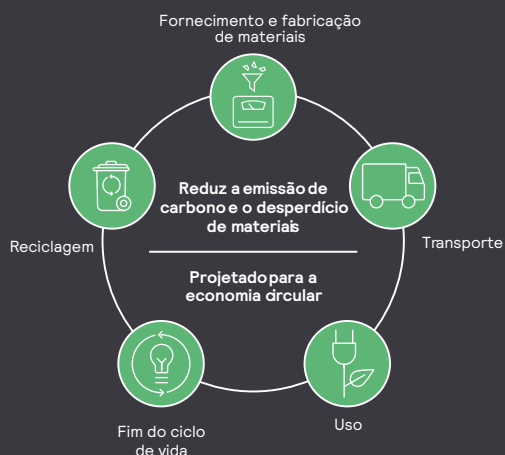 Fornecimento e fabricação
de materiais
Reduz a emissão de
carbono e o desperdício
de materiais
Reciclagem
Transporte
Projetado para a
economia circular
Uso
Fim do ciclo
de vida